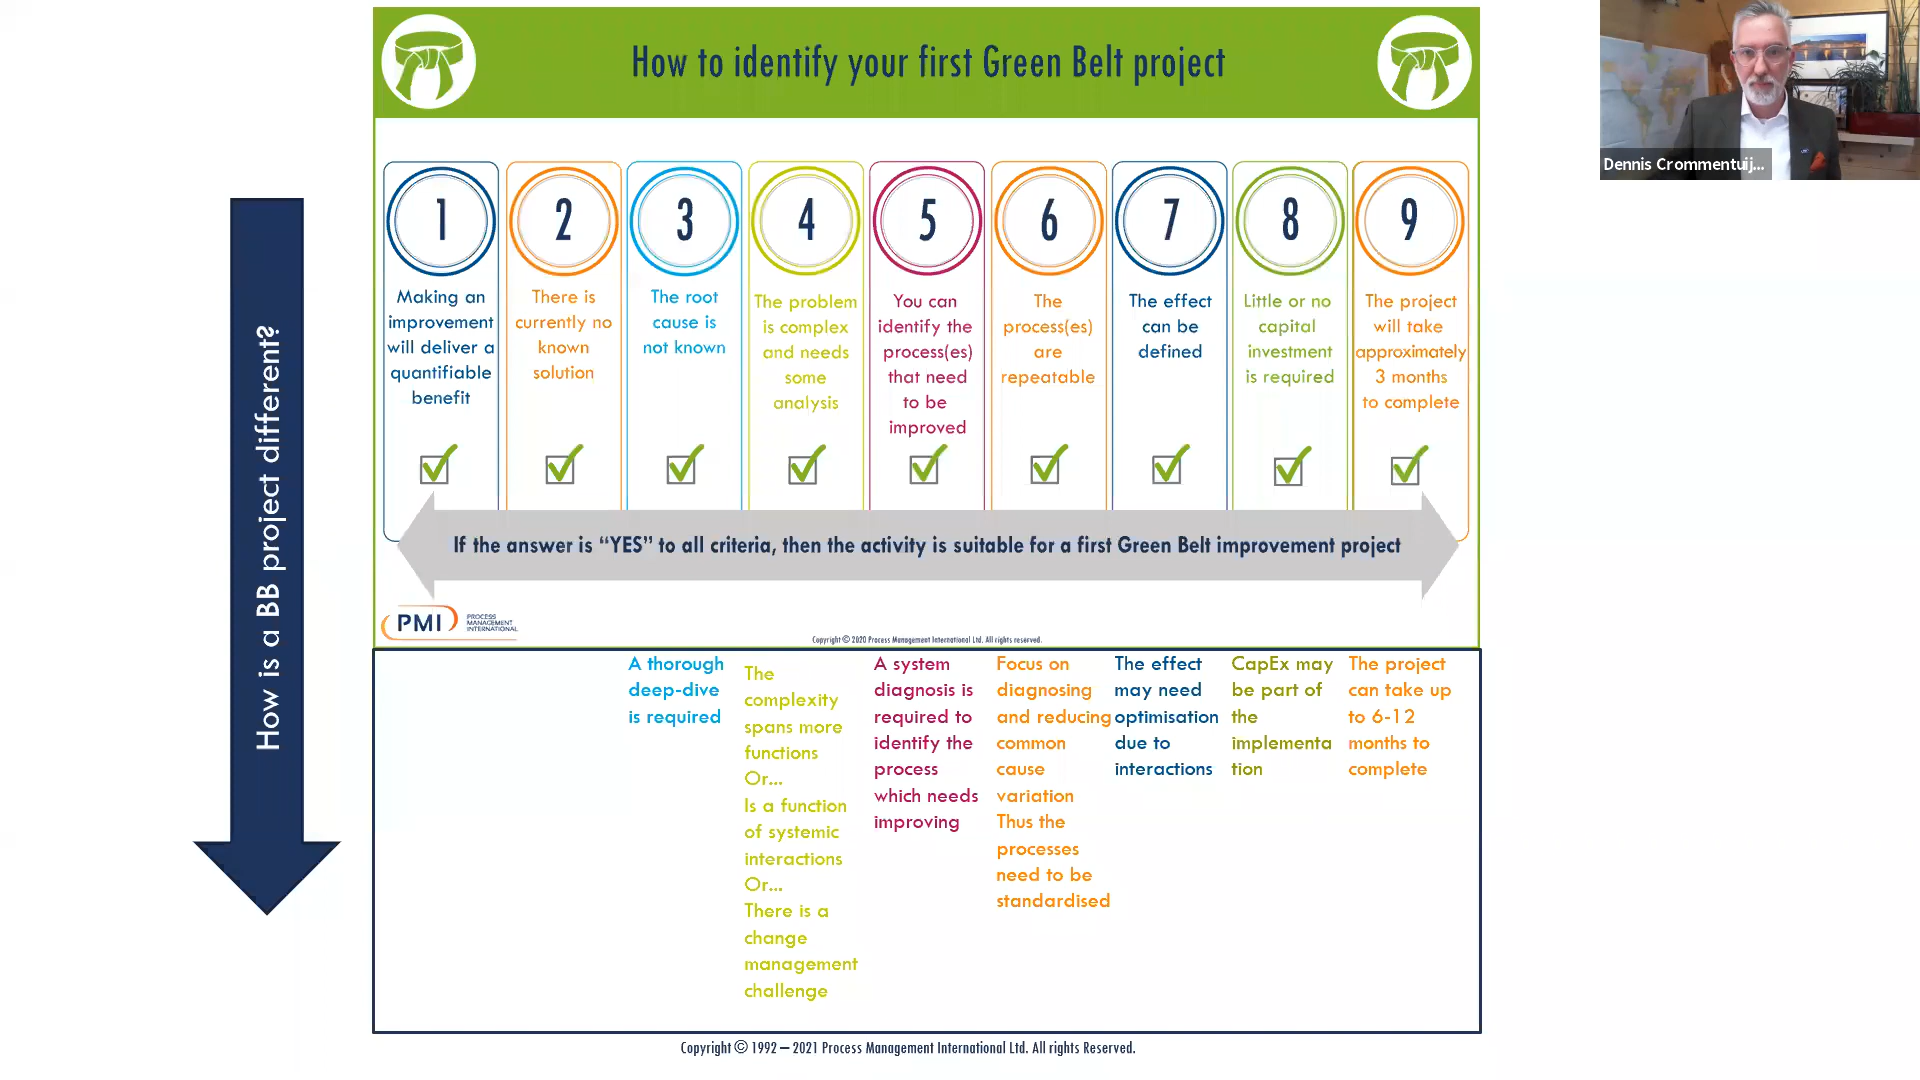 How to identify your first Green Belt project
1
Making an
improvement
will deliver a
quantifiable
benefit
2
There is
currently no
known
solution
3
The root
cause is
not known
4
The problem
is complex
and needs
some
analysis
5
You can
identify the
process(es)
that need
to be
improved
6
The
process(es)
are
repeatable
7
The effect
can be
defined
8
Little or no
capital
investment
is required
9
The project
will take
approximately
3 months
to complete
If the answer is “YES” to all criteria, then the activity is suitable for a first Green Belt improvement project
PMI
PROCESS
MANAGEMENT
INTERNATIONAL
Copyright © 2020 Process Management International Ltd. All rights reserved.
How is a BB project different?
A thorough
deep-dive
is required
The
complexity
spans more
functions
Or...
Is a function
of systemic
interactions
Or...
There is a
change
management
challenge
A system
diagnosis is
required to
identify the
process
which needs
improving
Focus on
diagnosing
and reducing
common
cause
variation
Thus the
processes
need to be
standardised
The effect
may need
optimisation
due to
interactions
CapEx may
be part of
the
implementa
tion
The project
can take up
to 6-12
months to
complete
Copyright © 1992 – 2021 Process Management International Ltd. All rights Reserved.
Dennis Crommentuij...